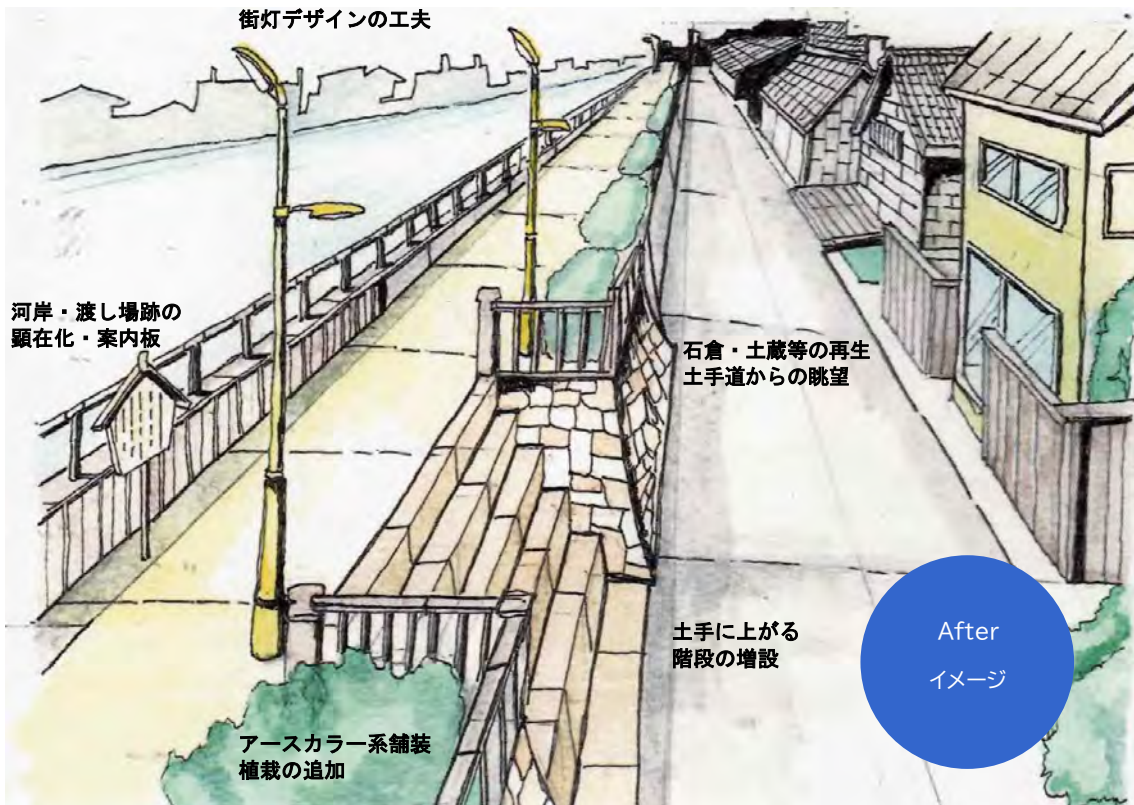 街灯デザインの工夫
河岸・渡し場跡の
顕在化・案内板
石倉・土蔵等の再生
土手道からの眺望
土手に上がる
階段の増設
After
イメージ
アースカラー系舗装
植栽の追加